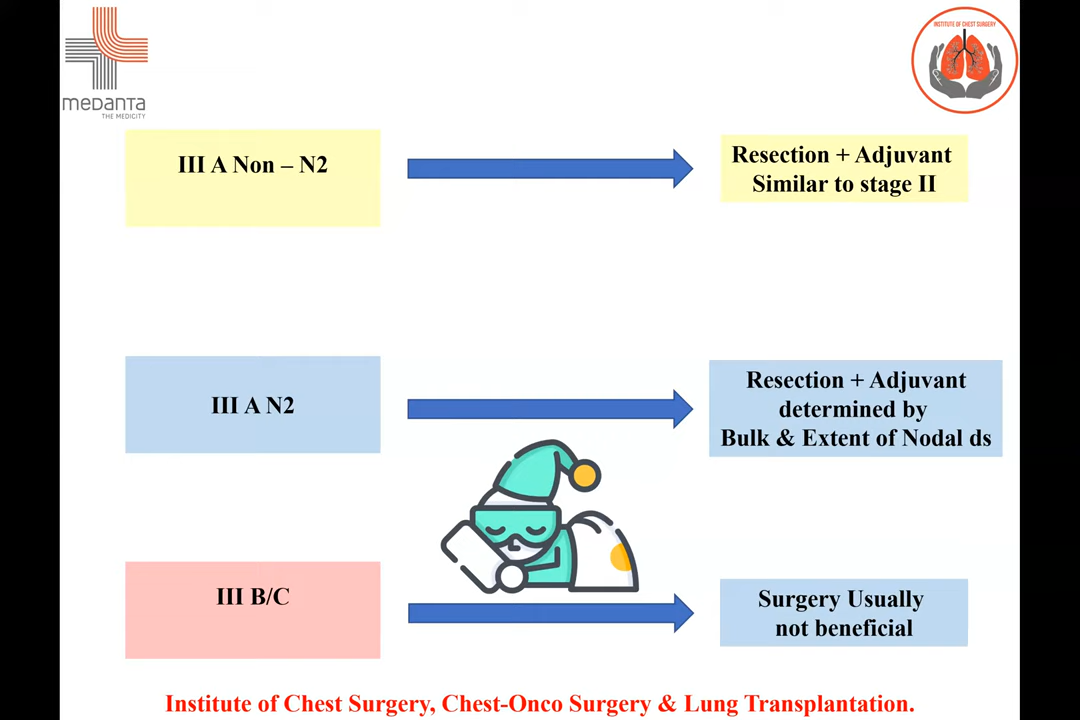 medanta
THE MEDICITY
INSTITUTE OF CHEST SURGERY
III A Non – N2
Resection + Adjuvant
Similar to stage II
III A N2
Resection + Adjuvant
determined by
Bulk & Extent of Nodal ds
III B/C
Surgery Usually
not beneficial
Institute of Chest Surgery, Chest-Onco Surgery & Lung Transplantation.